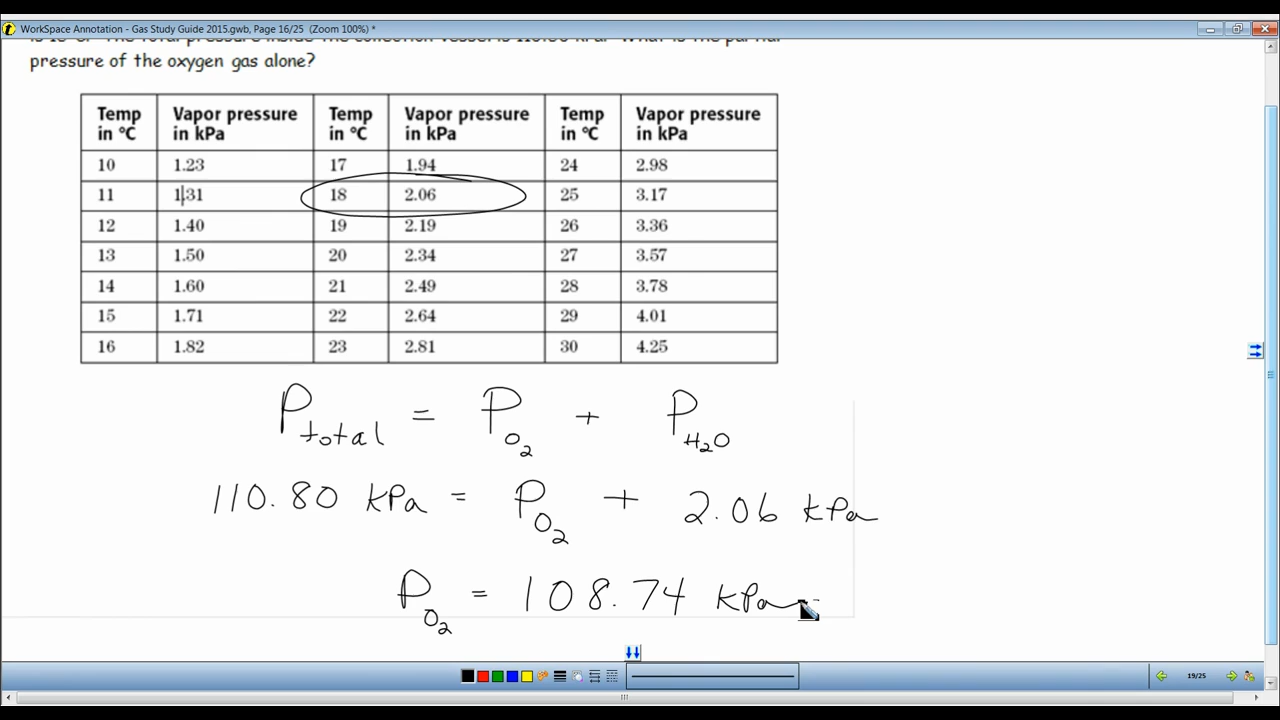 WorkSpace Annotation - Gas Study Guide 2015.gwb, Page 16/25 (Zoom 100%) *
pressure of the oxygen gas alone?
Temp in °C Vapor pressure in kPa Temp in °C Vapor pressure in kPa Temp in °C Vapor pressure in kPa
10 1.23 17 1.94 24 2.98
11 1.31 18 2.06 25 3.17
12 1.40 19 2.19 26 3.36
13 1.50 20 2.34 27 3.57
14 1.60 21 2.49 28 3.78
15 1.71 22 2.64 29 4.01
16 1.82 23 2.81 30 4.25
P total = P O2 + P H2O
110.80 kPa = P O2 + 2.06 kPa
P O2 = 108.74 kPa
19/25